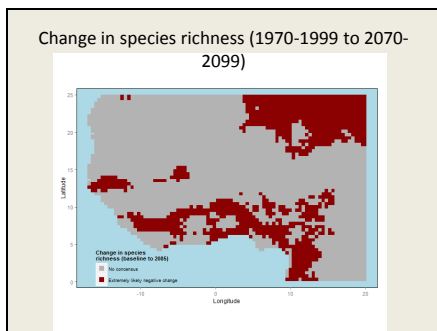 Change in species richness (1970-1999 to 2070-
2099)
25
20
15
10
5
0
Latitude
Change in species
richness (baseline to 2085)
No consensus
Extremely likely negative change
-10
0
10
20
Longitude